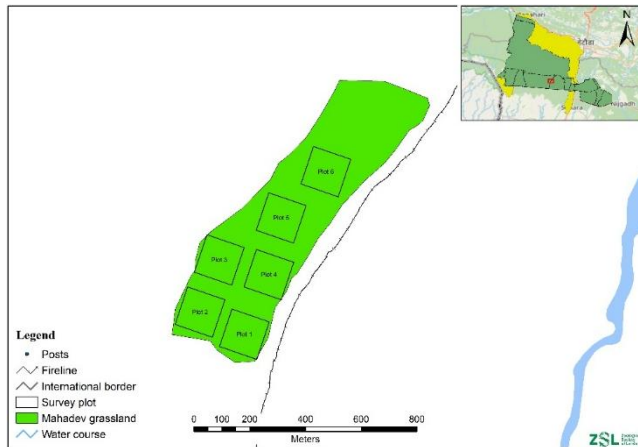 N
Plot 6
Plot 5
Plot 3
Plot 4
Plot 2
Plot 1
Legend
Posts
Fireline
International border
Survey plot
Mahadev grassland
Water course
0 100 200 400 600 800
Meters
ZSL